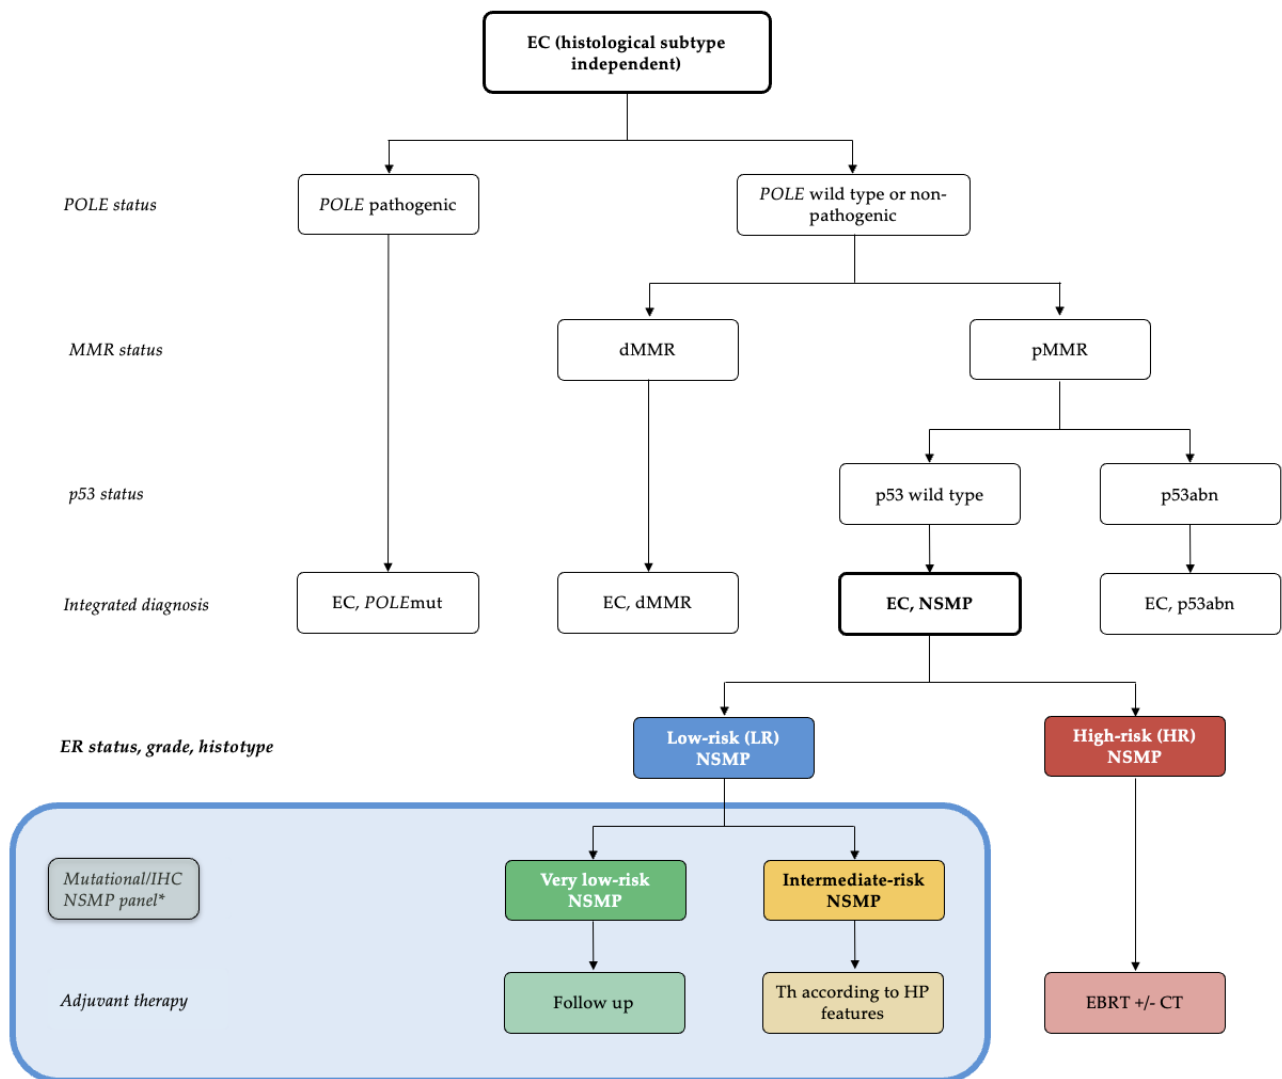 EC (histological subtype
independent)
POLE status
POLE pathogenic
POLE wild type or non-
pathogenic
MMR status
dMMR
pMMR
p53 status
p53 wild type
p53abn
Integrated diagnosis
EC, POLEmut
EC, dMMR
EC, NSMP
EC, p53abn
ER status, grade, histotype
Low-risk (LR)
NSMP
High-risk (HR)
NSMP
Mutational/IHC
NSMP panel*
Very low-risk
NSMP
Intermediate-risk
NSMP
Adjuvant therapy
Follow up
Th according to HP
features
EBRT +/- CT